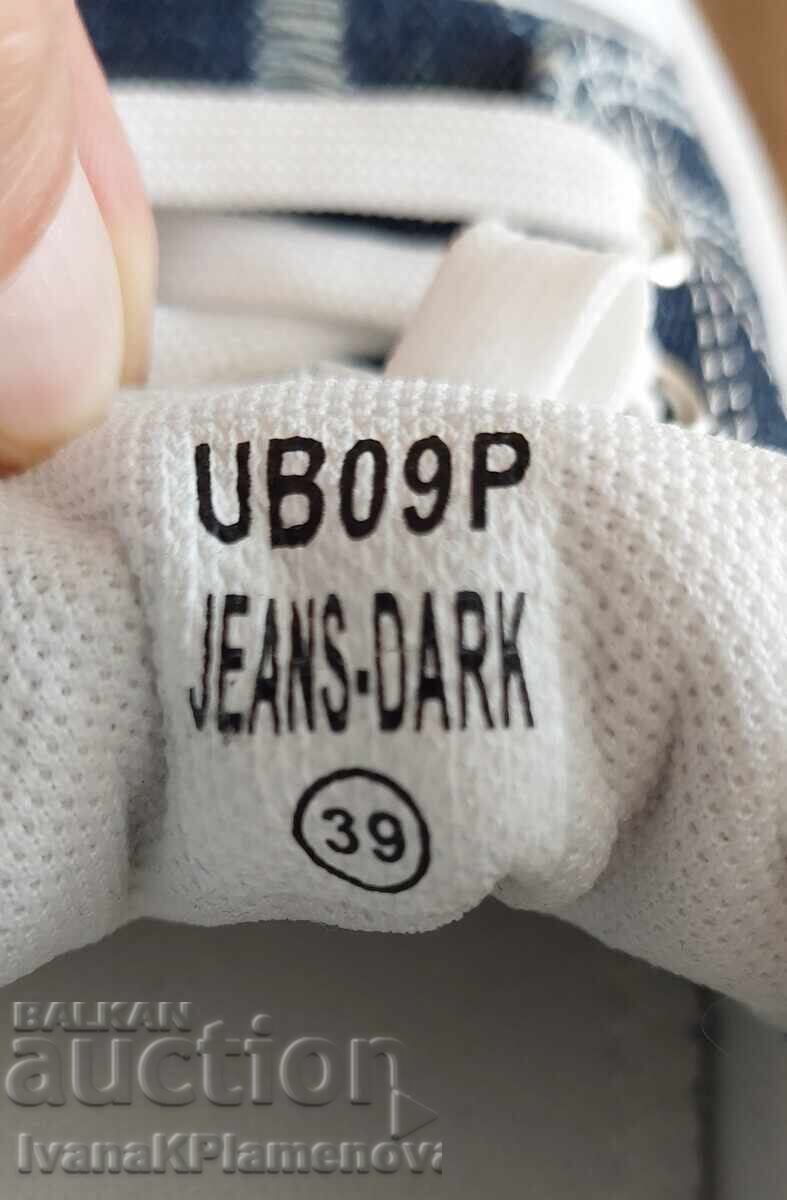 UB09P
JEANS-DARK
39
BALKAN
auction
IvanaKPlamenova